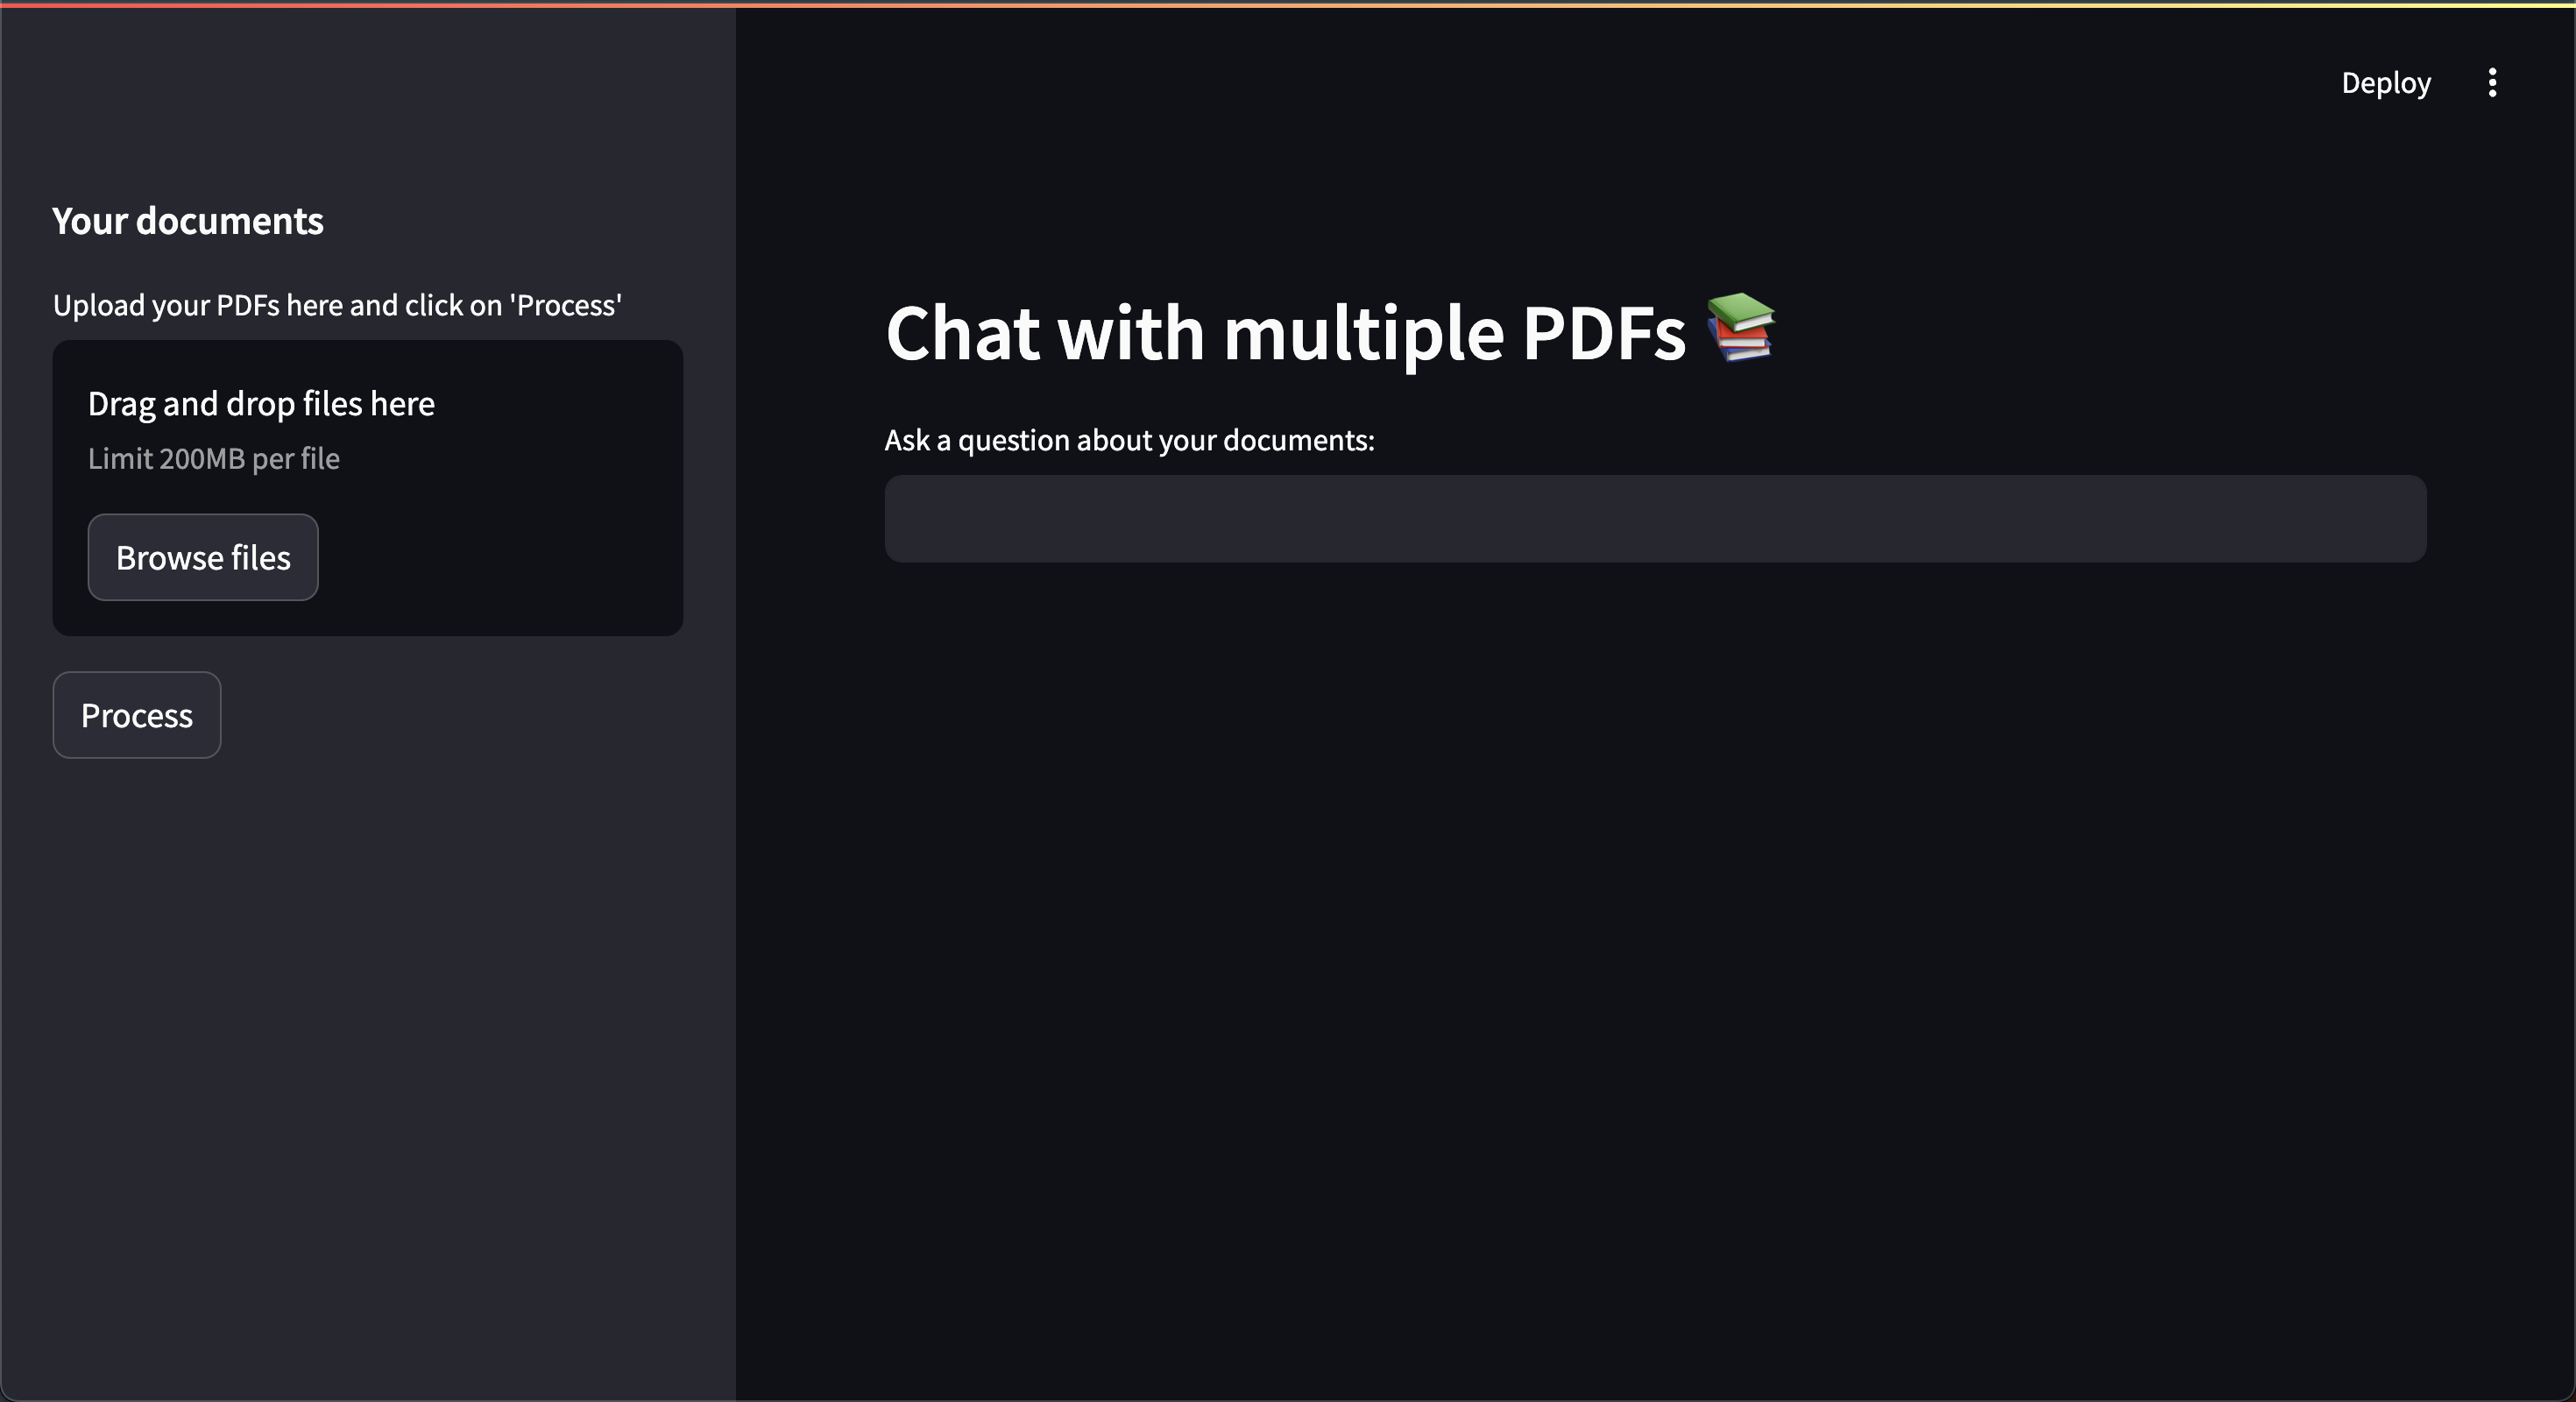 Deploy
Your documents
Upload your PDFs here and click on 'Process'
Drag and drop files here
Limit 200MB per file
Browse files
Process
Chat with multiple PDFs 📚
Ask a question about your documents: